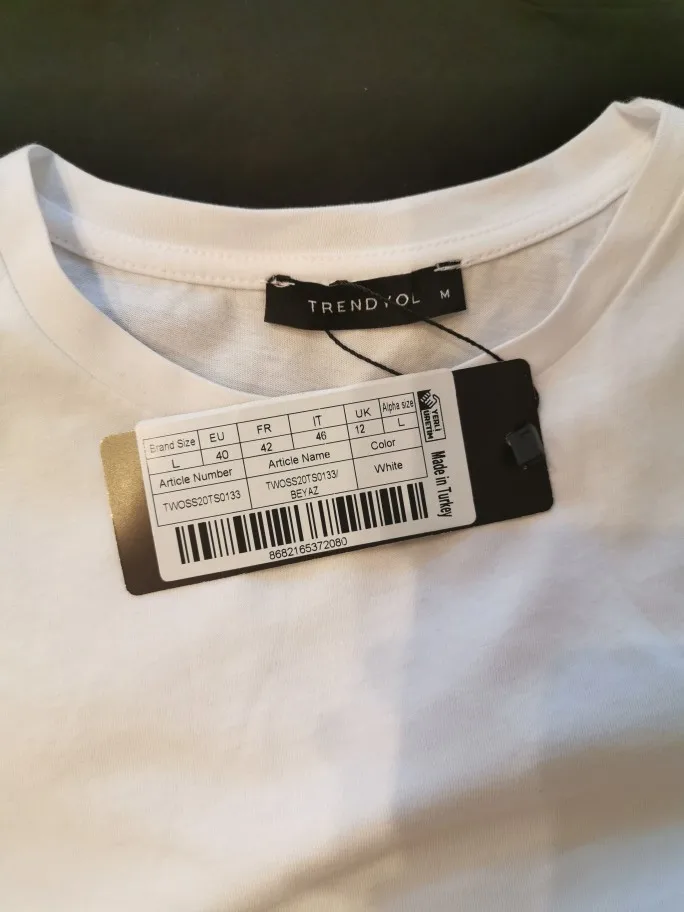 TRENDYOL M
Brand Size EU FR IT UK Alpha size
L 40 42 46 12 L
Article Number Article Name Color
TWOSS20TS0133 TWOSS20TS0133/ White
BEYAZ
8682165372080
YERLİ
ÜRETİM
Made in Turkey